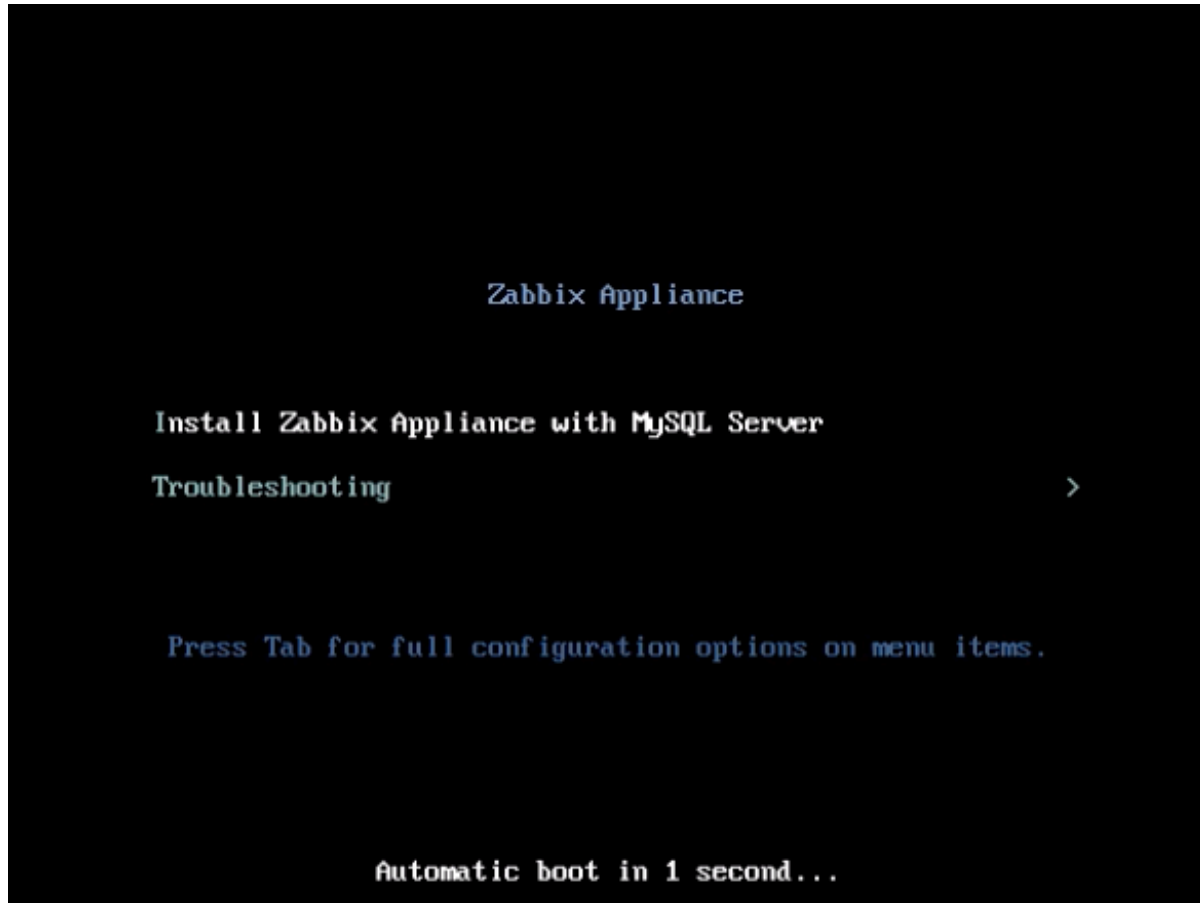 Zabbix Appliance
Install Zabbix Appliance with MySQL Server
Troubleshooting >
Press Tab for full configuration options on menu items.
Automatic boot in 1 second...